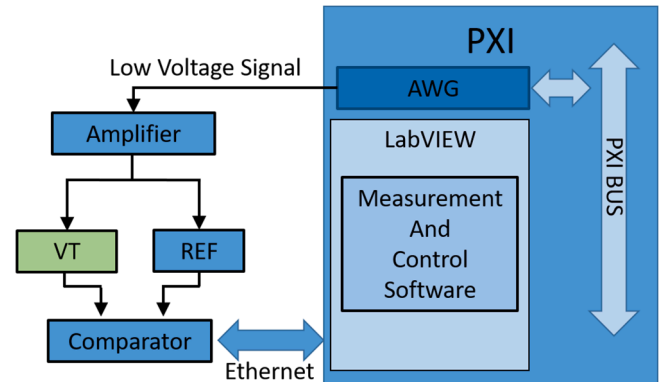 PXI
Low Voltage Signal
AWG
Amplifier
LabVIEW
PXI BUS
Measurement
And
Control
Software
VT
REF
Comparator
Ethernet